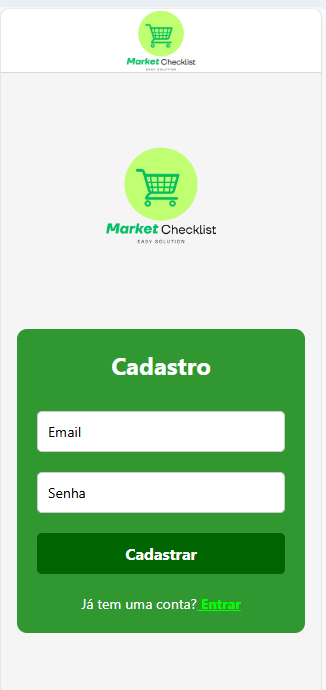 Market Checklist
EASY SOLUTION
Market Checklist
EASY SOLUTION
Cadastro
Email
Senha
Cadastrar
Já tem uma conta? Entrar